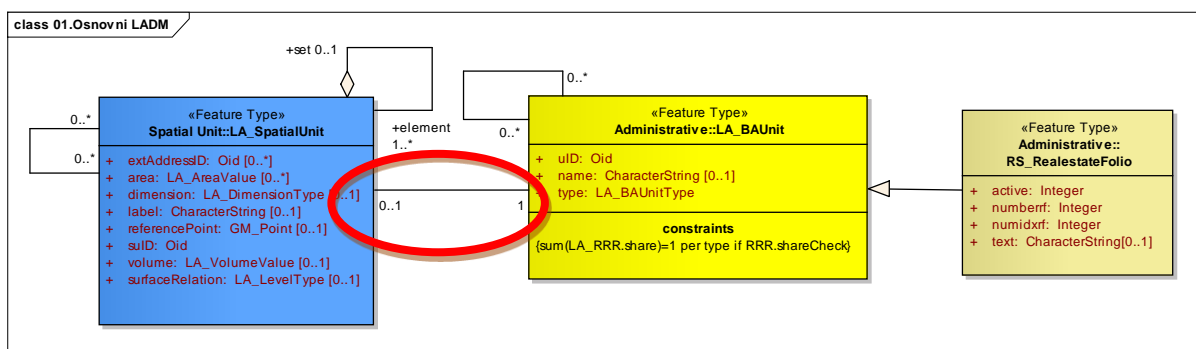 class 01.Osnovni LADM
+set 0..1
0..*
0..*
+element
1..*
«Feature Type»
Spatial Unit::LA_SpatialUnit
+ extAddressID: Oid [0..*]
+ area: LA_AreaValue [0..*]
+ dimension: LA_DimensionType [0..1]
+ label: CharacterString [0..1]
+ referencePoint: GM_Point [0..1]
+ suID: Oid
+ volume: LA_VolumeValue [0..1]
+ surfaceRelation: LA_LevelType [0..1]
0..1
1
0..*
0..*
«Feature Type»
Administrative::LA_BAUnit
+ uID: Oid
+ name: CharacterString [0..1]
+ type: LA_BAUnitType
constraints
{sum(LA_RRR.share)=1 per type if RRR.shareCheck}
«Feature Type»
Administrative::
RS_RealestateFolio
+ active: Integer
+ numberrf: Integer
+ numidxrf: Integer
+ text: CharacterString[0..1]